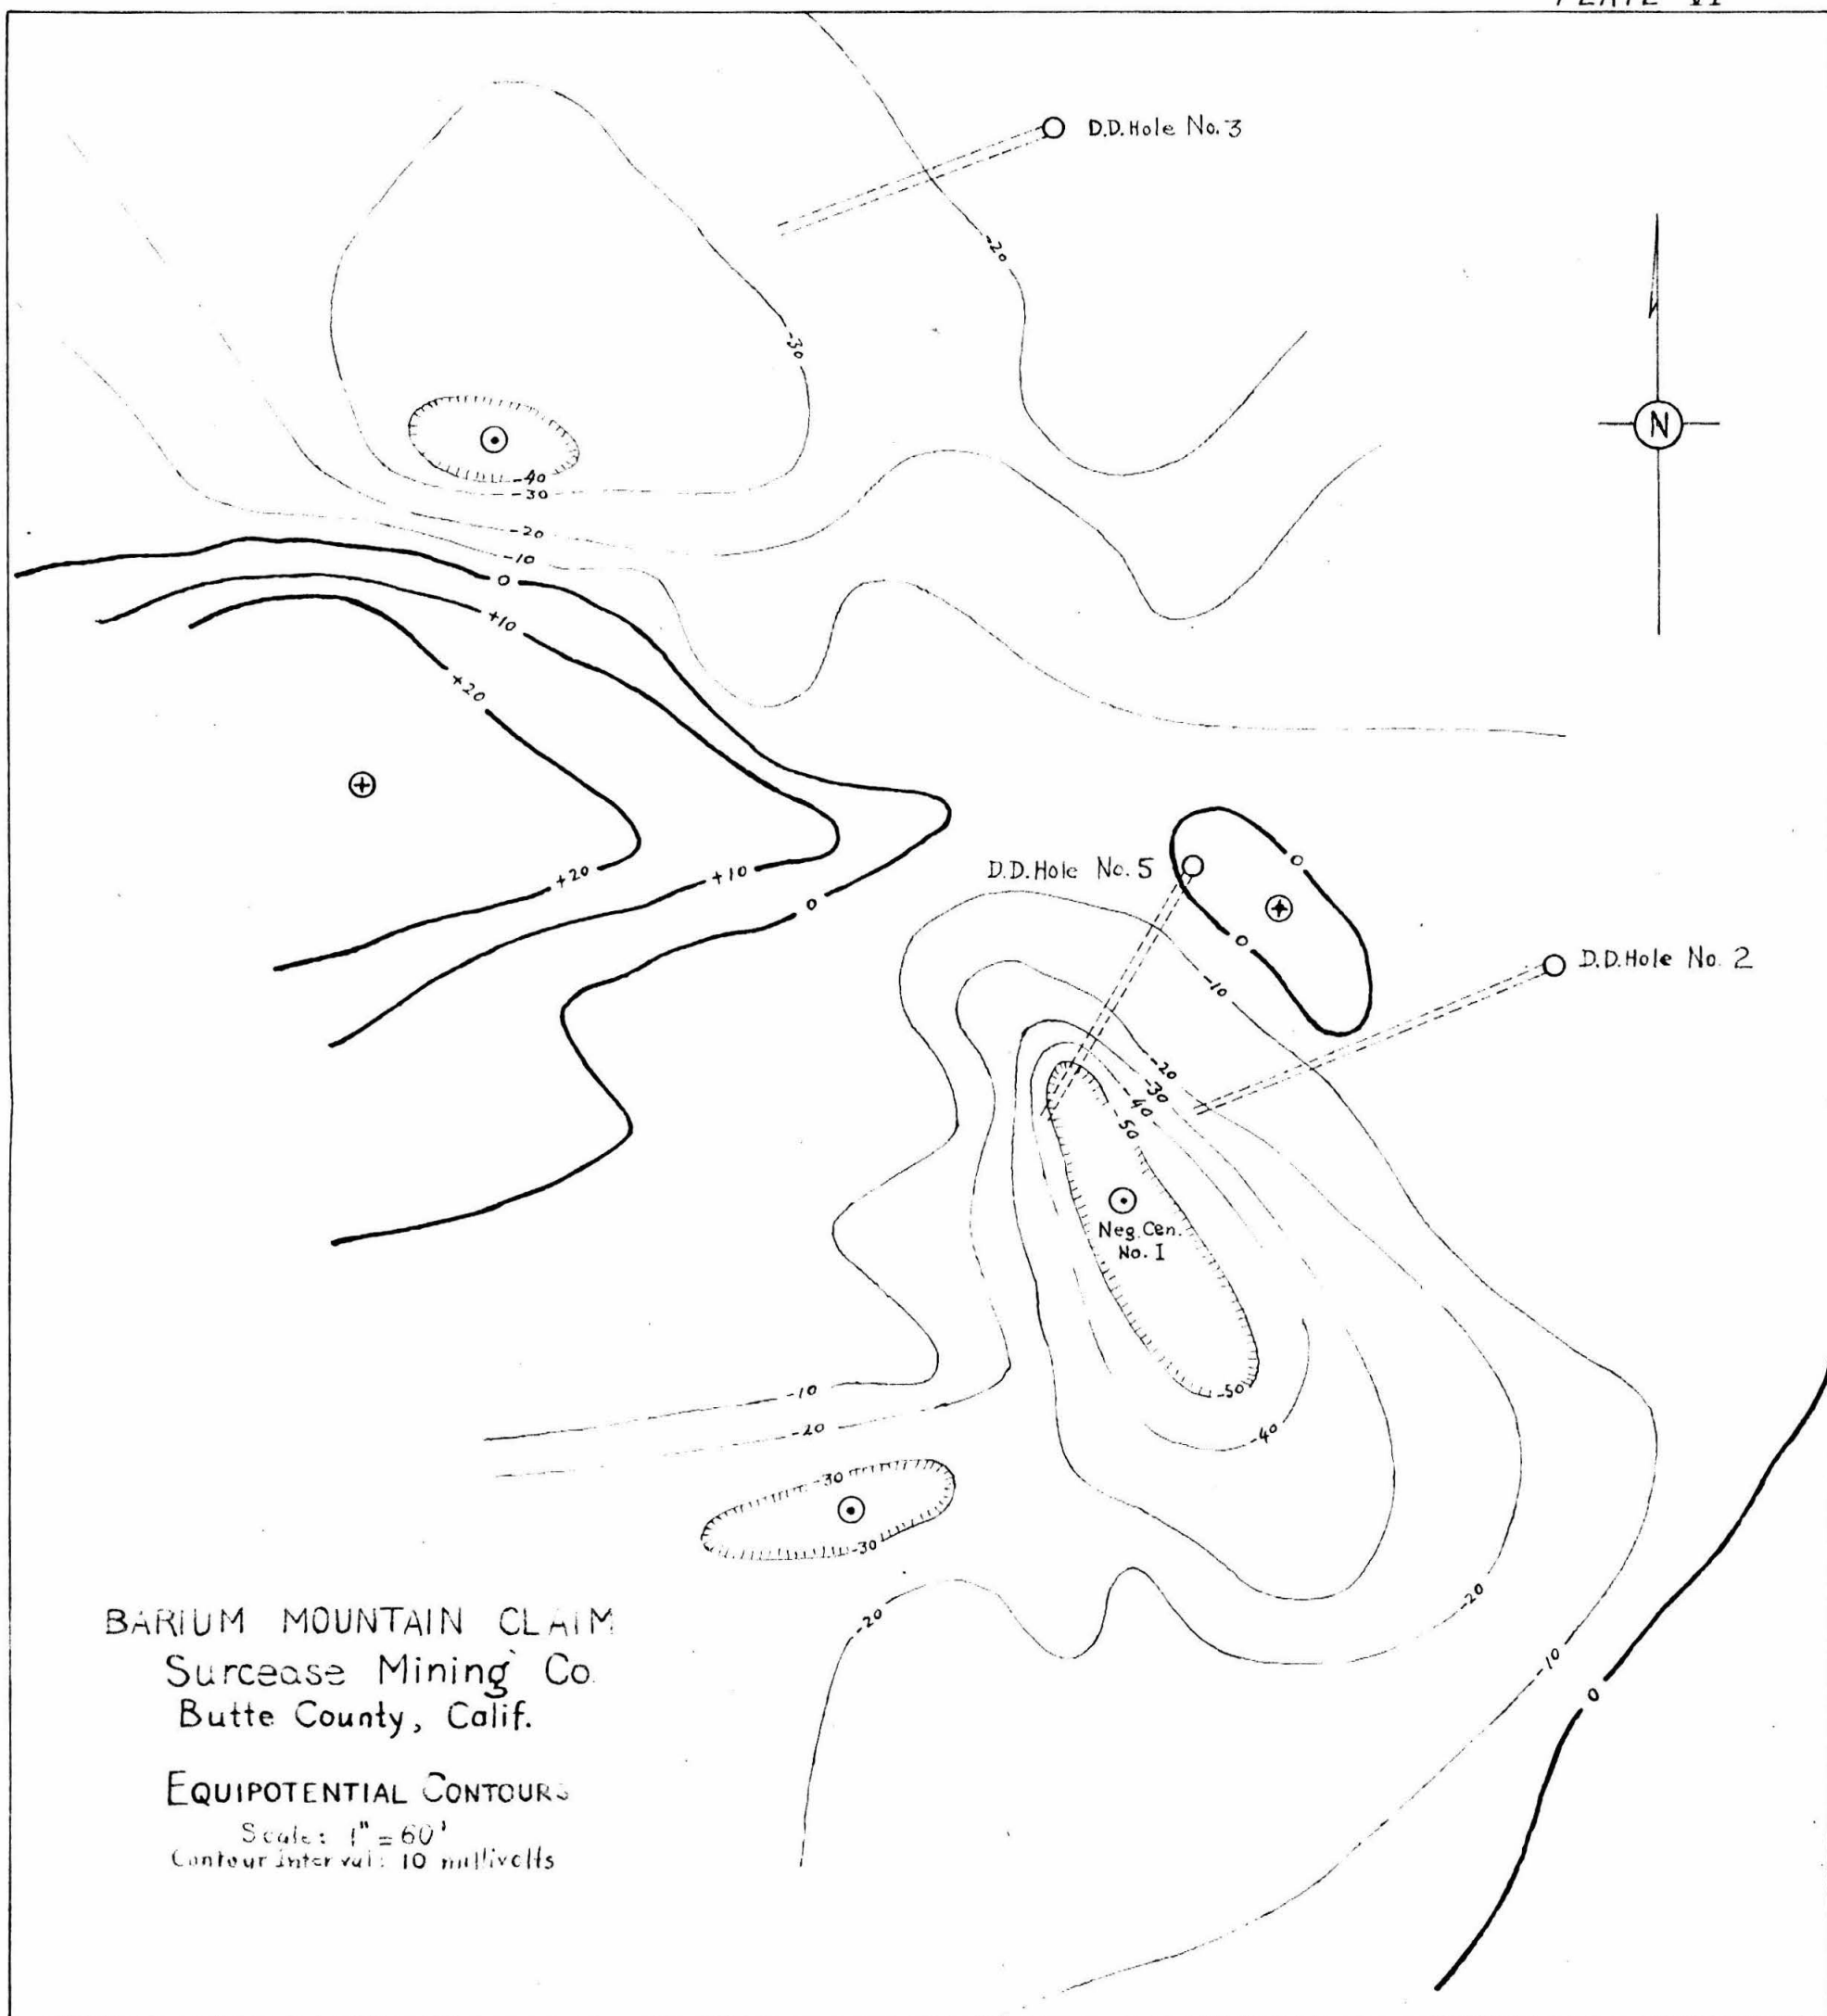 PLATE VI
D.D.Hole No. 3
-20
-30
-40
-30
-20
-10
0
+10
+20
+20
+10
0
D.D.Hole No. 5
0
0
D.D.Hole No. 2
-10
-20
-30
-40
-50
Neg. Cen.
No. I
-50
-40
-10
-20
-30
-30
-20
-20
-10
0
N
BARIUM MOUNTAIN CLAIM
Surcease Mining Co.
Butte County, Calif.
EQUIPOTENTIAL CONTOURS
Scale: 1" = 60'
Contour Interval: 10 millivolts